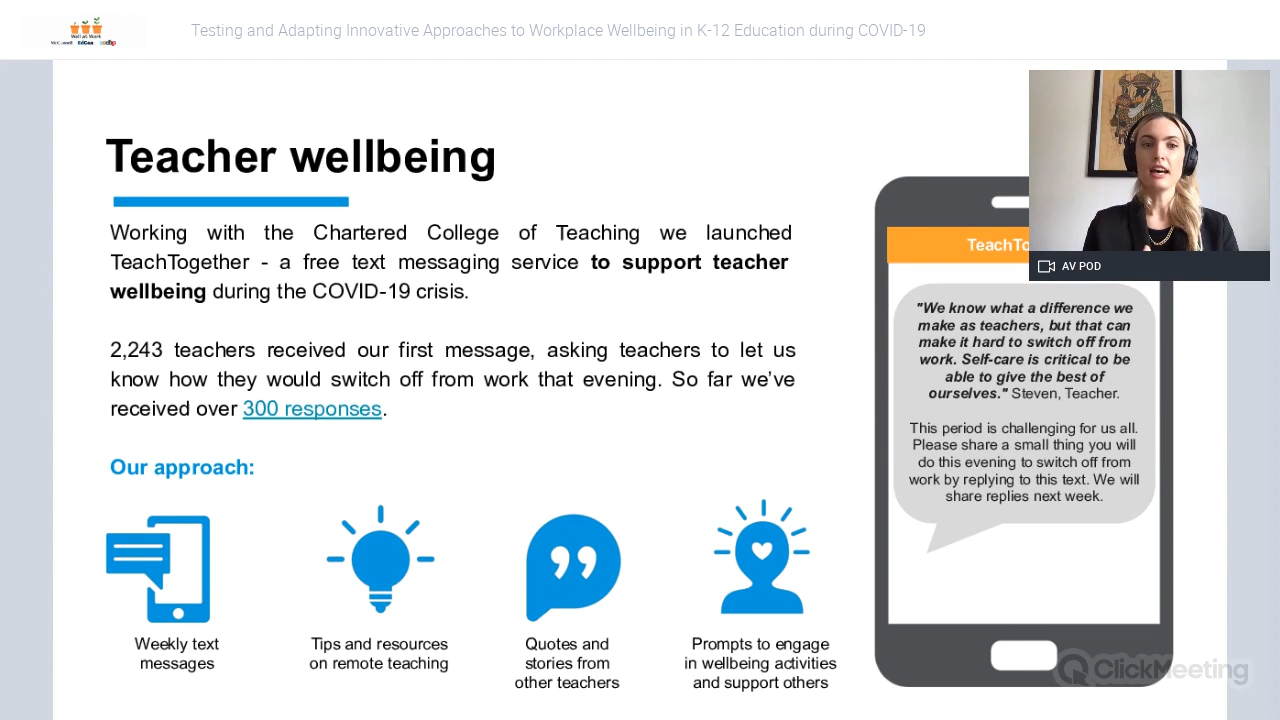 Well at Work
McConnell EdCan
Testing and Adapting Innovative Approaches to Workplace Wellbeing in K-12 Education during COVID-19
Teacher wellbeing
Working with the Chartered College of Teaching we launched
TeachTogether - a free text messaging service to support teacher
wellbeing during the COVID-19 crisis.
2,243 teachers received our first message, asking teachers to let us
know how they would switch off from work that evening. So far we've
received over 300 responses.
Our approach:
Weekly text
messages
Tips and resources
on remote teaching
Quotes and
stories from
other teachers
Prompts to engage
in wellbeing activities
and support others
AV POD
"We know what a difference we
make as teachers, but that can
make it hard to switch off from
work. Self-care is critical to be
able to give the best of
ourselves." Steven, Teacher.
This period is challenging for us all.
Please share a small thing you will
do this evening to switch off from
work by replying to this text. We will
share replies next week.
ClickMeeting